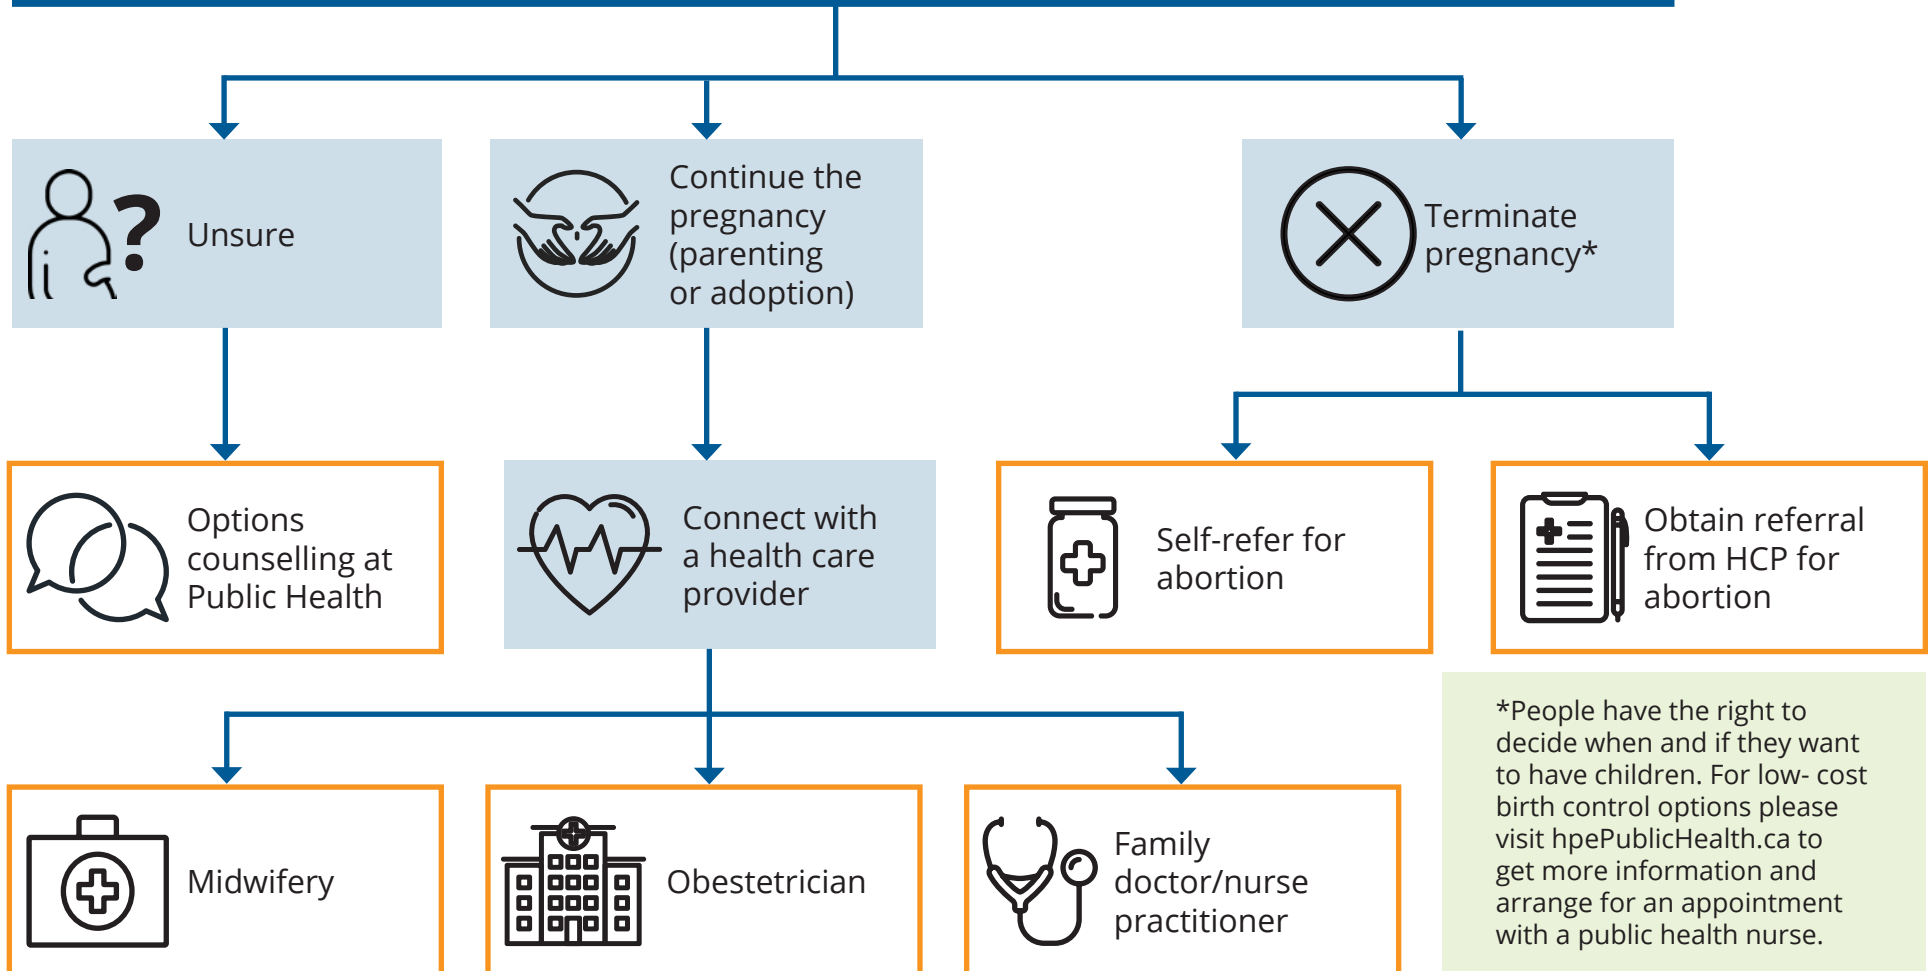 ?
Unsure
Continue the
pregnancy
(parenting
or adoption)
Terminate
pregnancy*
Options
counselling at
Public Health
Connect with
a health care
provider
Self-refer for
abortion
Obtain referral
from HCP for
abortion
Midwifery
Obestetrician
Family
doctor/nurse
practitioner
*People have the right to
decide when and if they want
to have children. For low- cost
birth control options please
visit hpePublicHealth.ca to
get more information and
arrange for an appointment
with a public health nurse.